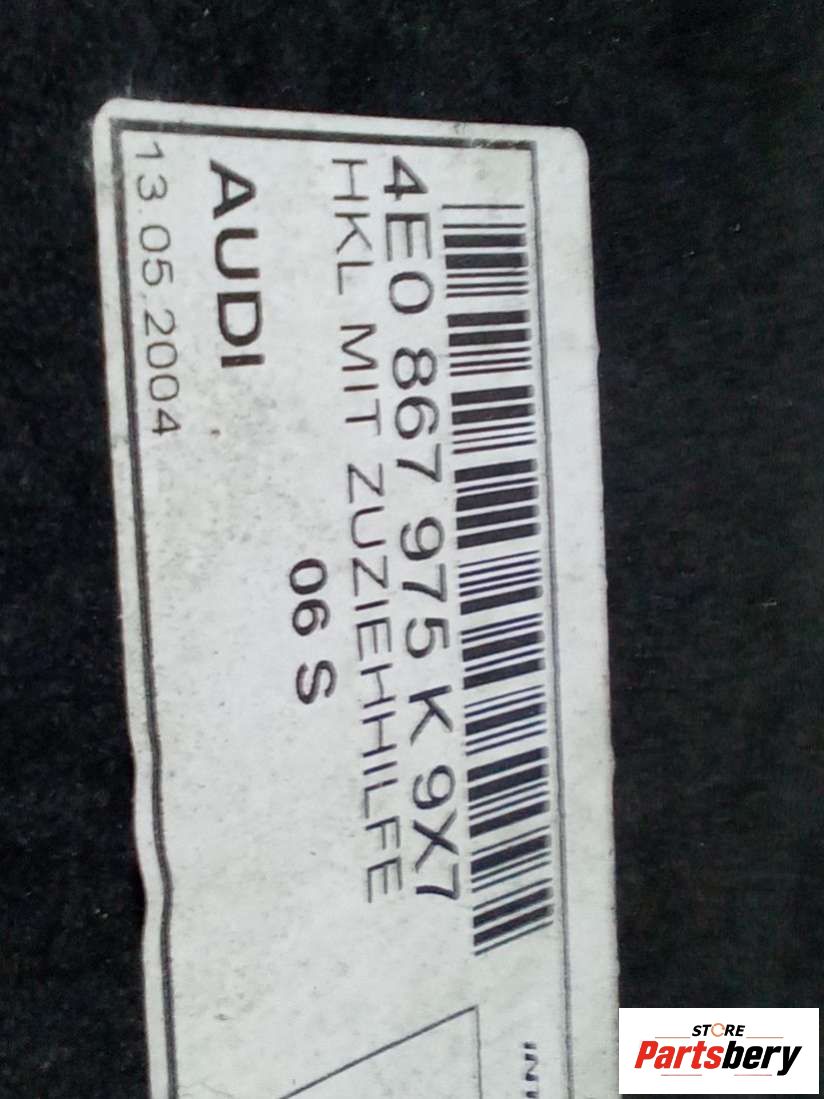 4E0 867 975 K 9X7
HKL MIT ZUZIEHHILFE
06 S
AUDI
13.05.2004
STORE
Partsbery